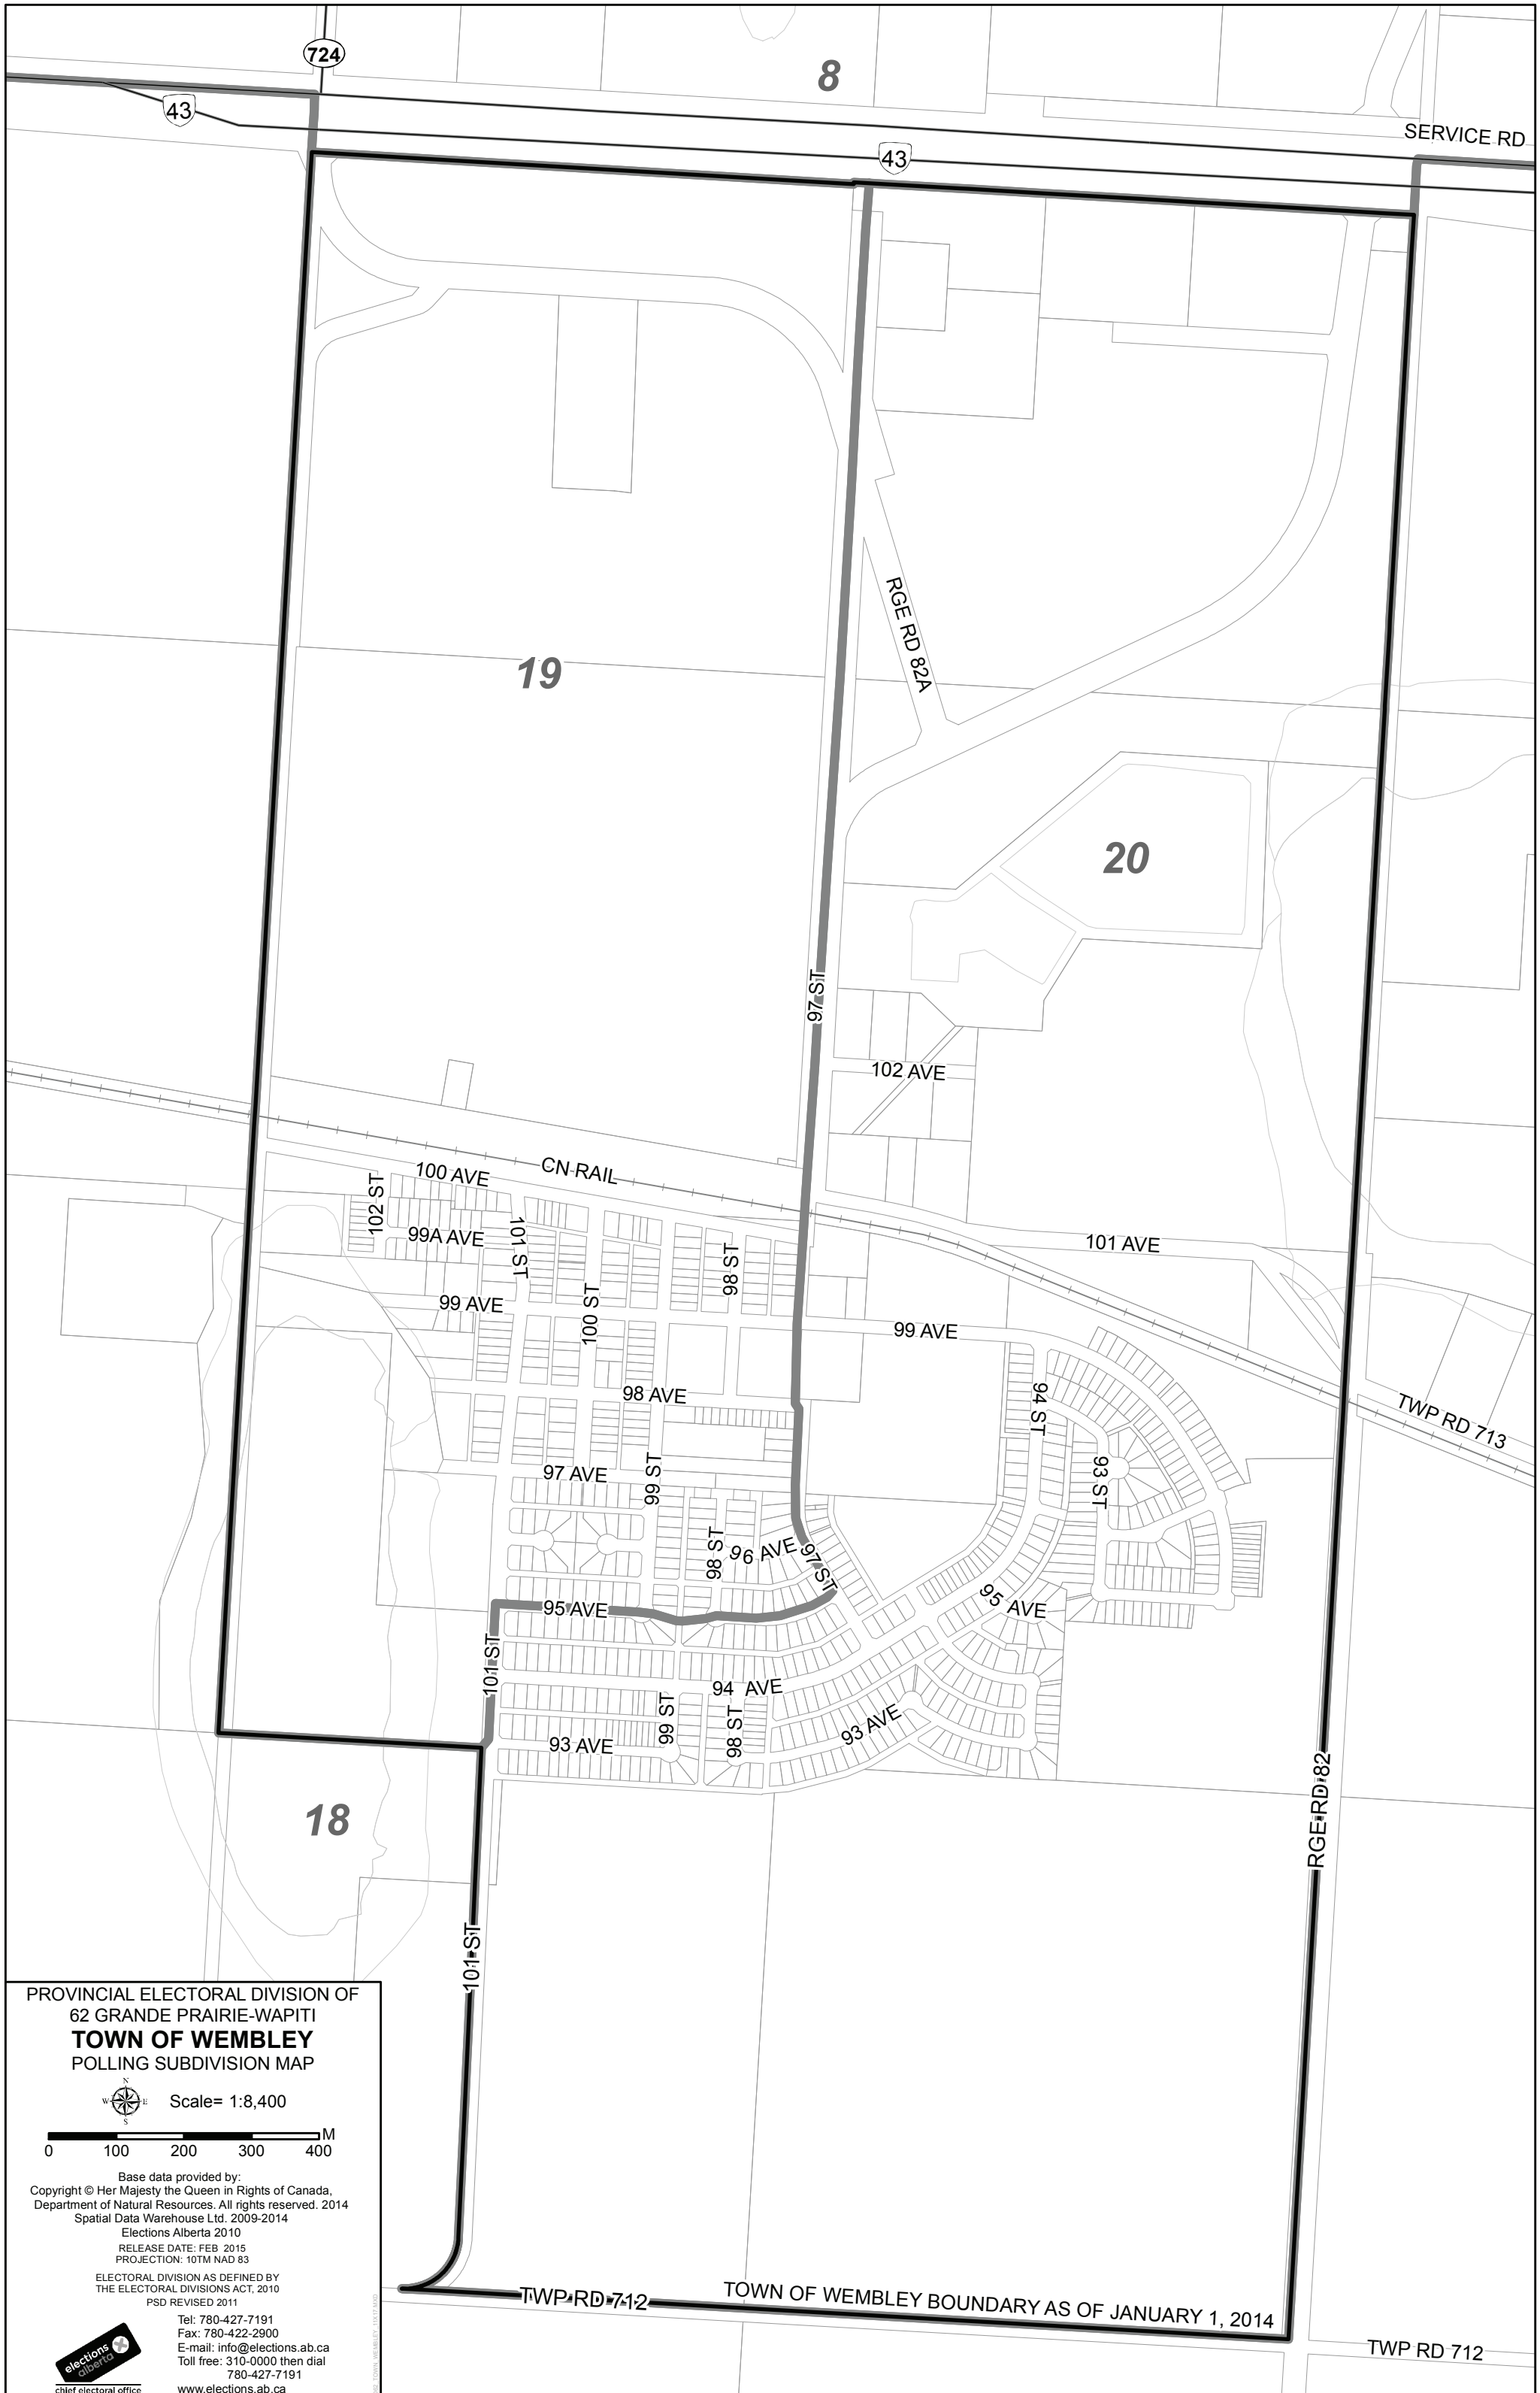 724
8
43
SERVICE RD
43
RGE RD 82A
19
20
97 ST
102 AVE
CN RAIL
100 AVE
102 ST
99A AVE
101 ST
98 ST
101 AVE
99 AVE
100 ST
99 AVE
98 AVE
94 ST
TWP RD 713
97 AVE
99 ST
93 ST
98 ST
96 AVE
97 ST
95 AVE
95 AVE
101 ST
94 AVE
99 ST
98 ST
93 AVE
93 AVE
RGE RD 82
18
101 ST
PROVINCIAL ELECTORAL DIVISION OF
62 GRANDE PRAIRIE-WAPITI
TOWN OF WEMBLEY
POLLING SUBDIVISION MAP
N
W E
S
Scale= 1:8,400
M
0 100 200 300 400
Base data provided by:
Copyright © Her Majesty the Queen in Rights of Canada,
Department of Natural Resources. All rights reserved. 2014
Spatial Data Warehouse Ltd. 2009-2014
Elections Alberta 2010
RELEASE DATE: FEB 2015
PROJECTION: 10TM NAD 83
ELECTORAL DIVISION AS DEFINED BY
THE ELECTORAL DIVISIONS ACT, 2010
PSD REVISED 2011
Tel: 780-427-7191
Fax: 780-422-2900
E-mail: info@elections.ab.ca
Toll free: 310-0000 then dial
780-427-7191
www.elections.ab.ca
elections
alberta
chief electoral office
TWP RD 712
TOWN OF WEMBLEY BOUNDARY AS OF JANUARY 1, 2014
TWP RD 712